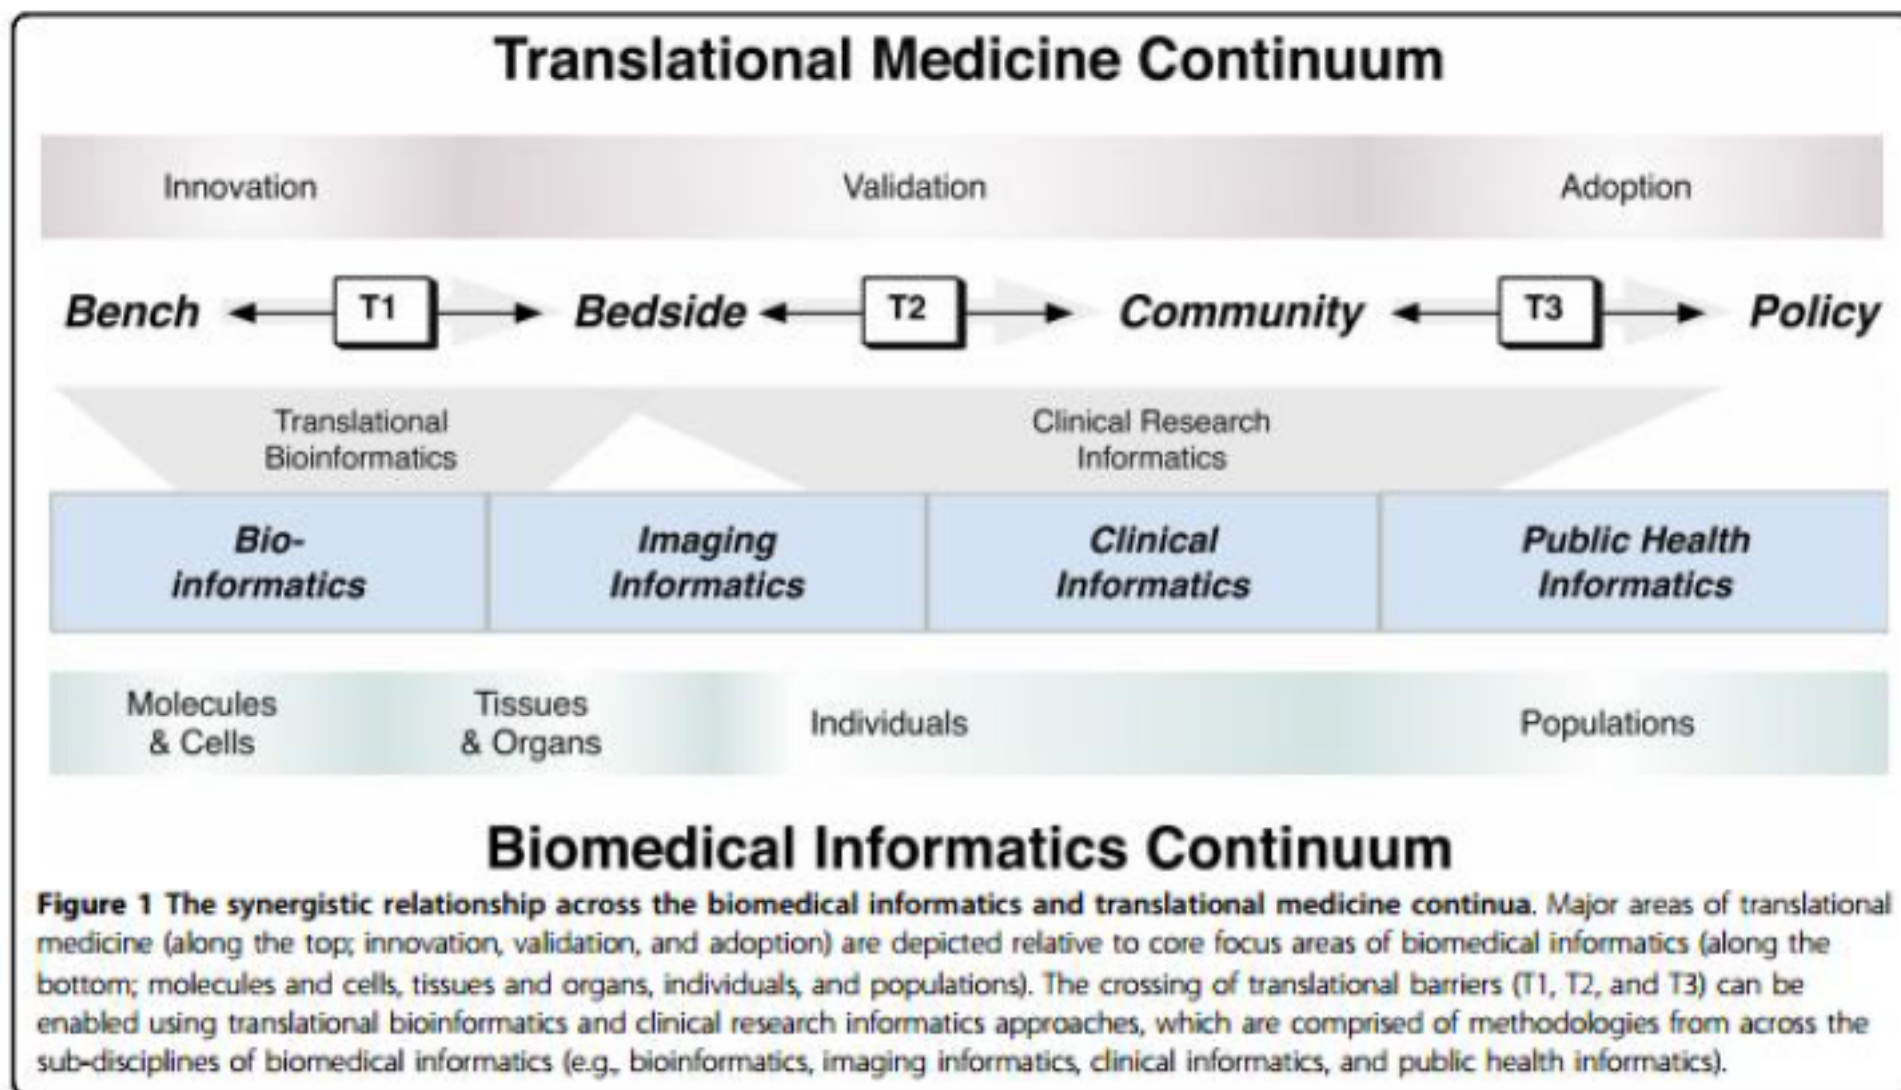 Translational Medicine Continuum
Innovation Validation Adoption
Bench T1 Bedside T2 Community T3 Policy
Translational Bioinformatics
Clinical Research Informatics
Bio-
informatics
Imaging
Informatics
Clinical
Informatics
Public Health
Informatics
Molecules
& Cells
Tissues
& Organs
Individuals
Populations
Biomedical Informatics Continuum
Figure 1 The synergistic relationship across the biomedical informatics and translational medicine continua. Major areas of translational
medicine (along the top; innovation, validation, and adoption) are depicted relative to core focus areas of biomedical informatics (along the
bottom; molecules and cells, tissues and organs, individuals, and populations). The crossing of translational barriers (T1, T2, and T3) can be
enabled using translational bioinformatics and clinical research informatics approaches, which are comprised of methodologies from across the
sub-disciplines of biomedical informatics (e.g., bioinformatics, imaging informatics, clinical informatics, and public health informatics).